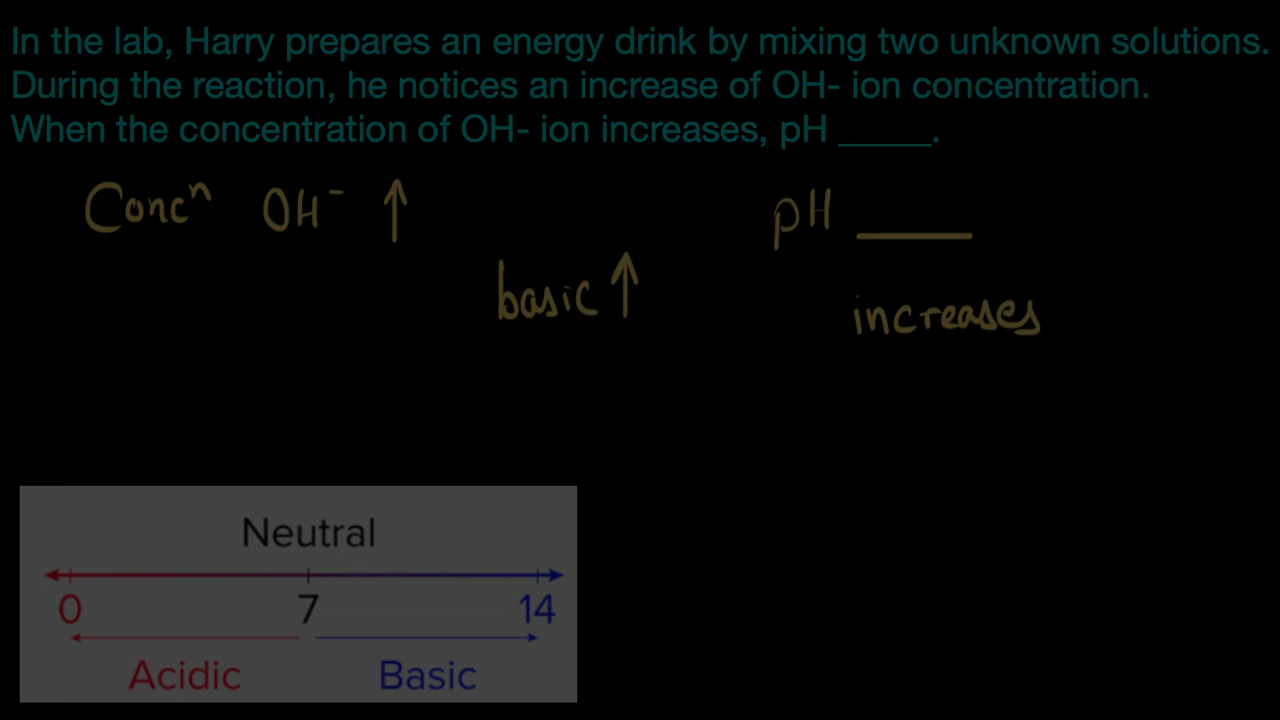 In the lab, Harry prepares an energy drink by mixing two unknown solutions.
During the reaction, he notices an increase of OH- ion concentration.
When the concentration of OH- ion increases, pH _____.
Concⁿ OH⁻ ↑ pH ____
basic ↑
increases
Neutral
0 7 14
Acidic Basic